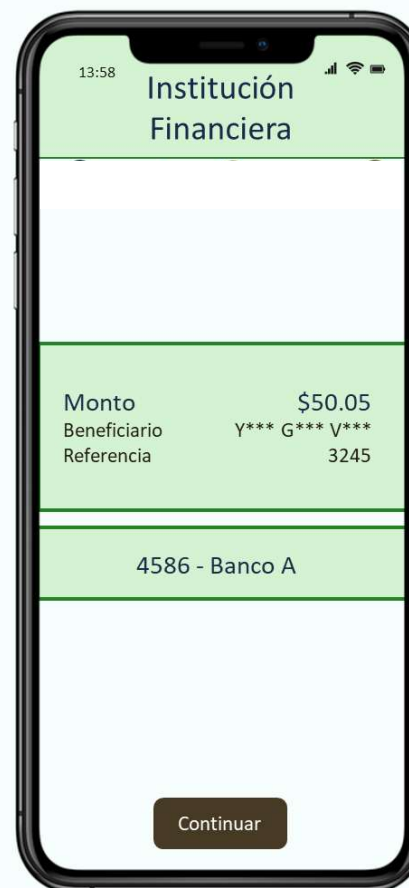 13:58
Institución
Financiera
Monto $50.05
Beneficiario Y*** G*** V***
Referencia 3245
4586 - Banco A
Continuar